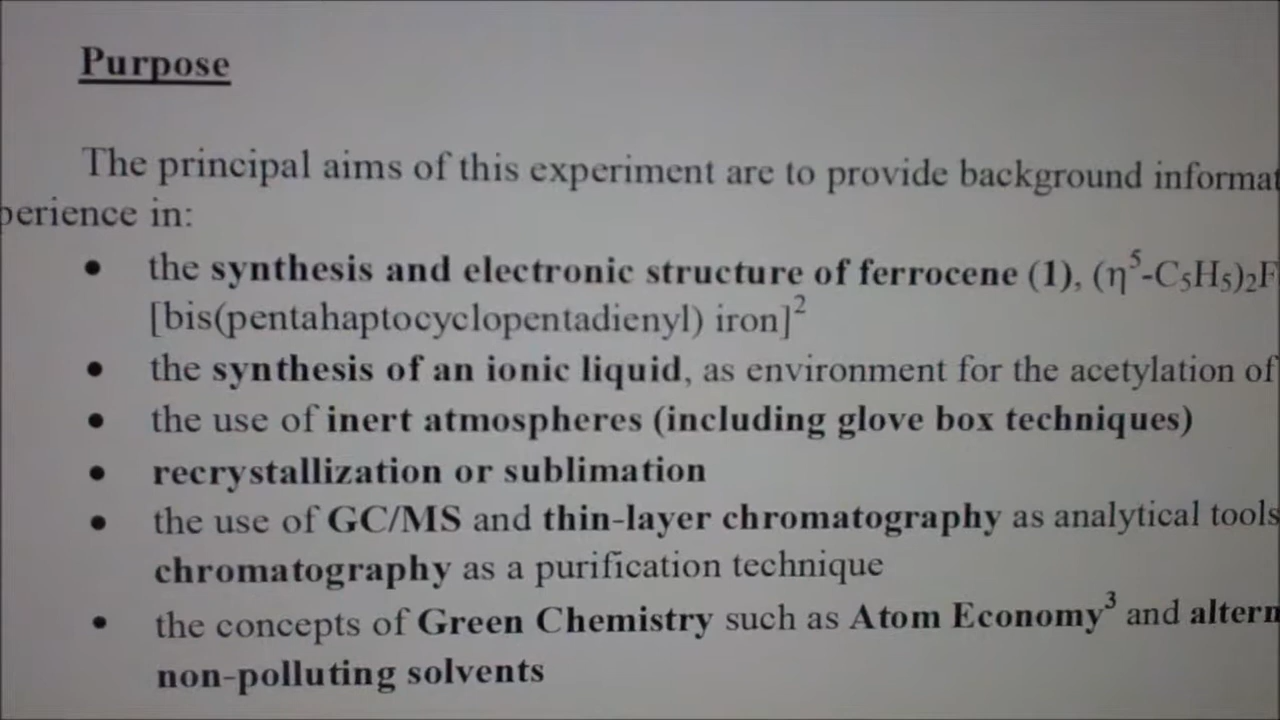 Purpose
The principal aims of this experiment are to provide background informat
perience in:
• the synthesis and electronic structure of ferrocene (1), (η⁵-C₅H₅)₂F
[bis(pentahaptocyclopentadienyl) iron]²
• the synthesis of an ionic liquid, as environment for the acetylation of
• the use of inert atmospheres (including glove box techniques)
• recrystallization or sublimation
• the use of GC/MS and thin-layer chromatography as analytical tools
chromatography as a purification technique
• the concepts of Green Chemistry such as Atom Economy³ and altern
non-polluting solvents